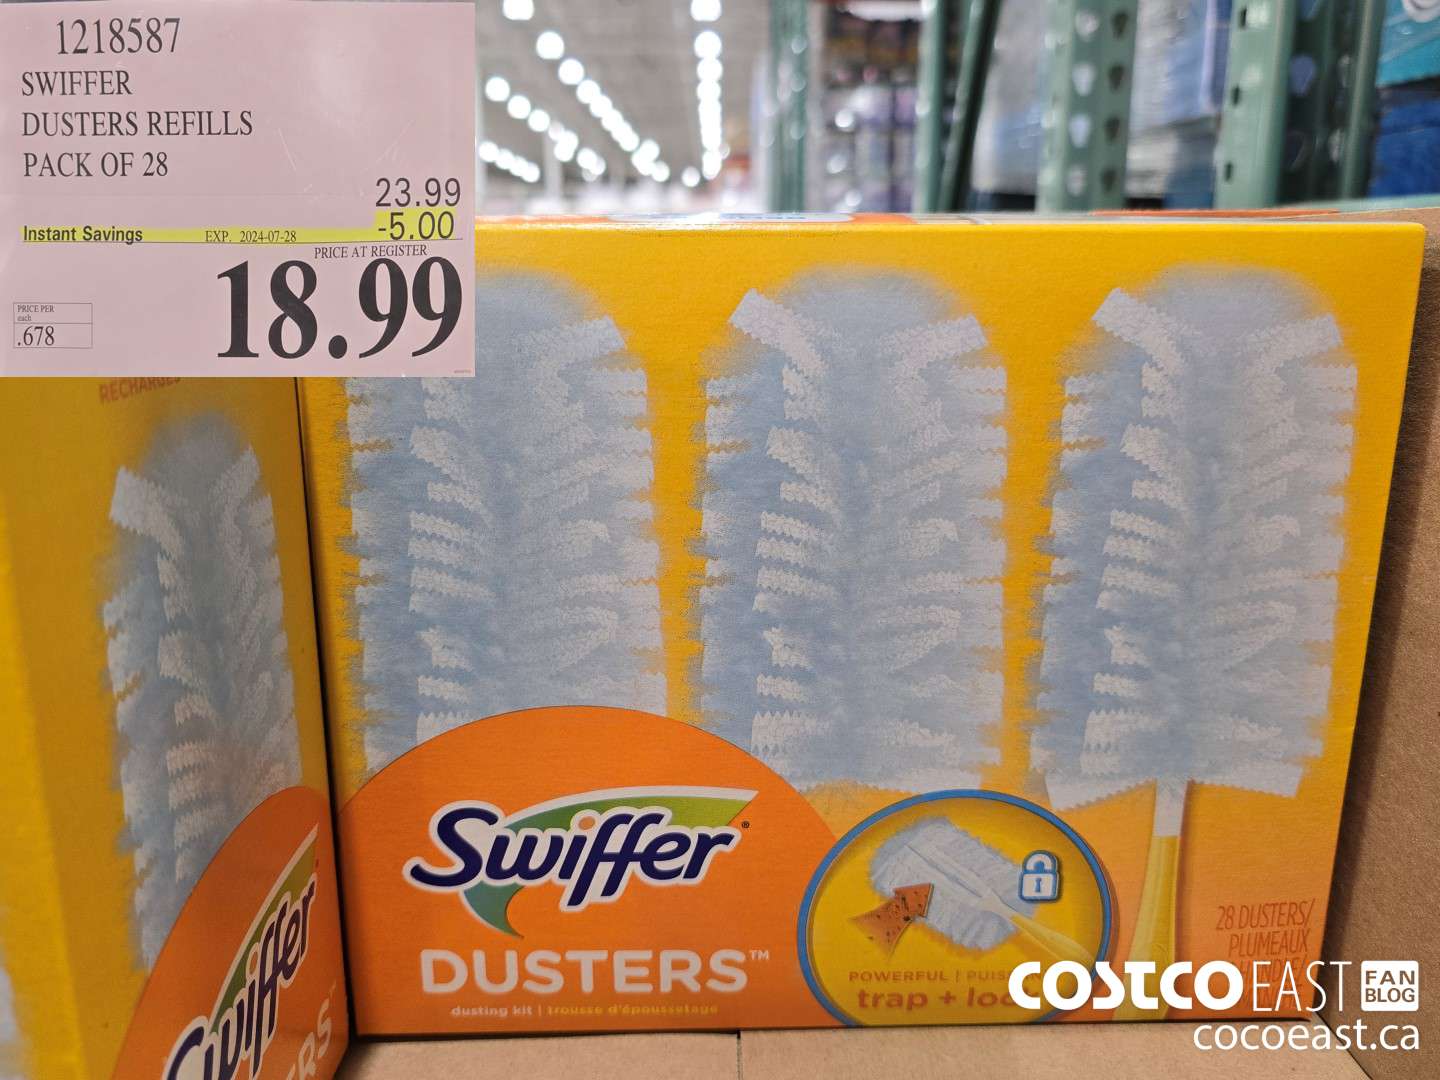 1218587
SWIFFER
DUSTERS REFILLS
PACK OF 28
23.99
Instant Savings EXP. 2024-07-28 -5.00
PRICE AT REGISTER
18.99
PRICE PER
each
.678
RECHARGES
Swiffer®
DUSTERS™
dusting kit | trousse d'époussetage
POWERFUL | PUIS
trap + loc
28 DUSTERS/
PLUMEAUX
Swiffer
COSTCO EAST FAN
BLOG
cocoeast.ca